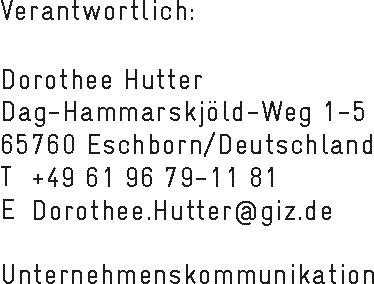 Verantwortlich:
Dorothee Hutter
Dag-Hammarskjöld-Weg 1-5
65760 Eschborn/Deutschland
T +49 61 96 79-11 81
E Dorothee.Hutter@giz.de
Unternehmenskommunikation